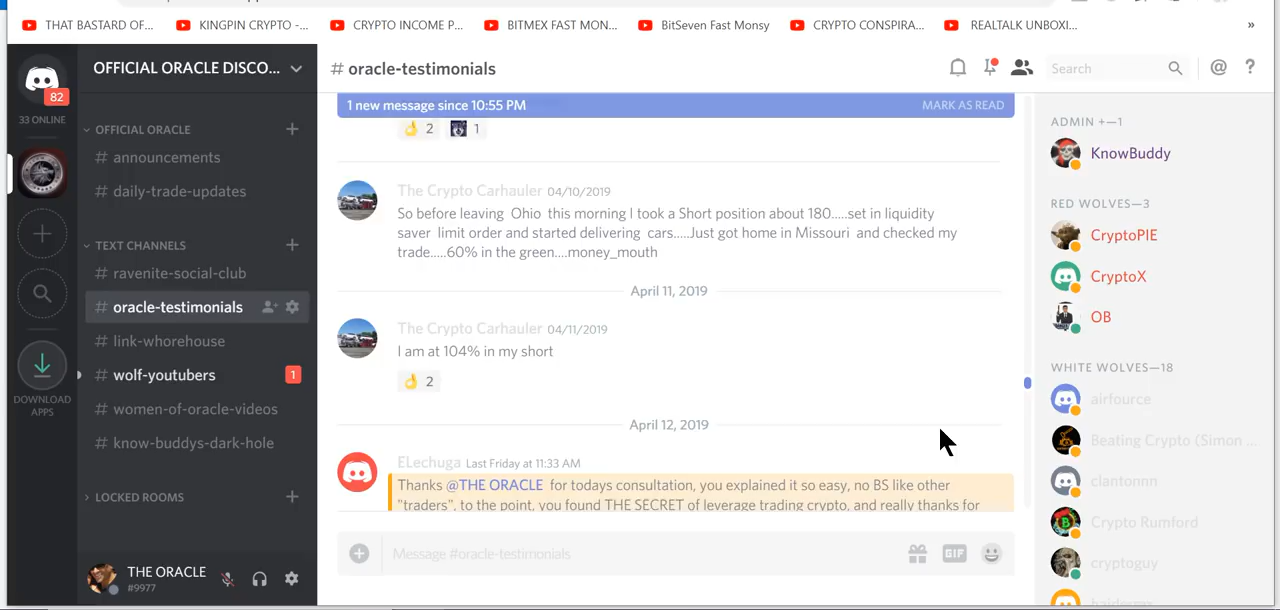 THAT BASTARD OF...
KINGPIN CRYPTO -...
CRYPTO INCOME P...
BITMEX FAST MON...
BitSeven Fast Monsy
CRYPTO CONSPIRA...
REALTALK UNBOXI...
»
82
33 ONLINE
DOWNLOAD
APPS
OFFICIAL ORACLE DISCO...
OFFICIAL ORACLE
# announcements
# daily-trade-updates
TEXT CHANNELS
# ravenite-social-club
# oracle-testimonials
# link-whorehouse
# wolf-youtubers 1
# women-of-oracle-videos
# know-buddys-dark-hole
LOCKED ROOMS
THE ORACLE
#9977
# oracle-testimonials
Search
@ ?
1 new message since 10:55 PM MARK AS READ
2 1
The Crypto Carhauler 04/10/2019
So before leaving Ohio this morning I took a Short position about 180.....set in liquidity
saver limit order and started delivering cars.....Just got home in Missouri and checked my
trade.....60% in the green....money_mouth
April 11, 2019
The Crypto Carhauler 04/11/2019
I am at 104% in my short
2
April 12, 2019
ELechuga Last Friday at 11:33 AM
Thanks @THE ORACLE for todays consultation, you explained it so easy, no BS like other
"traders", to the point, you found THE SECRET of leverage trading crypto, and really thanks for
Message #oracle-testimonials
GIF
ADMIN +—1
KnowBuddy
RED WOLVES—3
CryptoPIE
CryptoX
OB
WHITE WOLVES—18
airfource
Beating Crypto (Simon ...
clantonnn
Crypto Rumford
cryptoguy